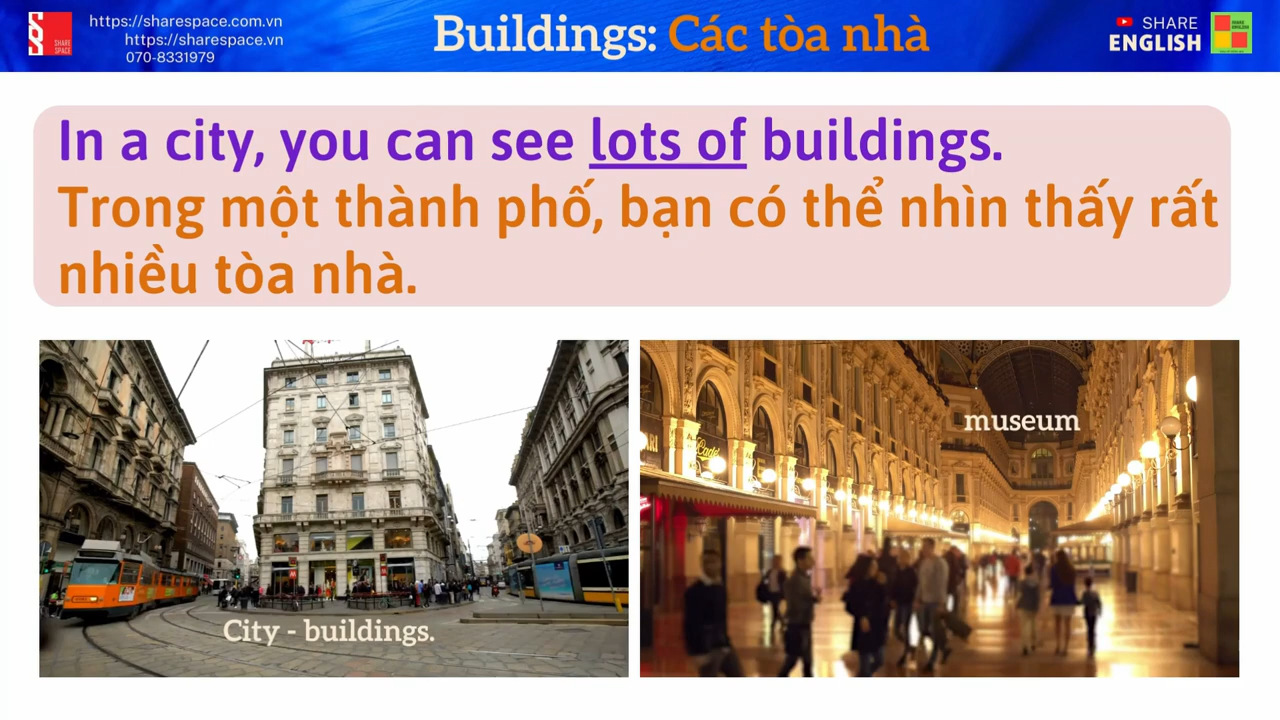 SHARE
SPACE
https://sharespace.com.vn
https://sharespace.vn
070-8331979
Buildings: Các tòa nhà
SHARE
ENGLISH
In a city, you can see lots of buildings.
Trong một thành phố, bạn có thể nhìn thấy rất
nhiều tòa nhà.
City - buildings.
museum